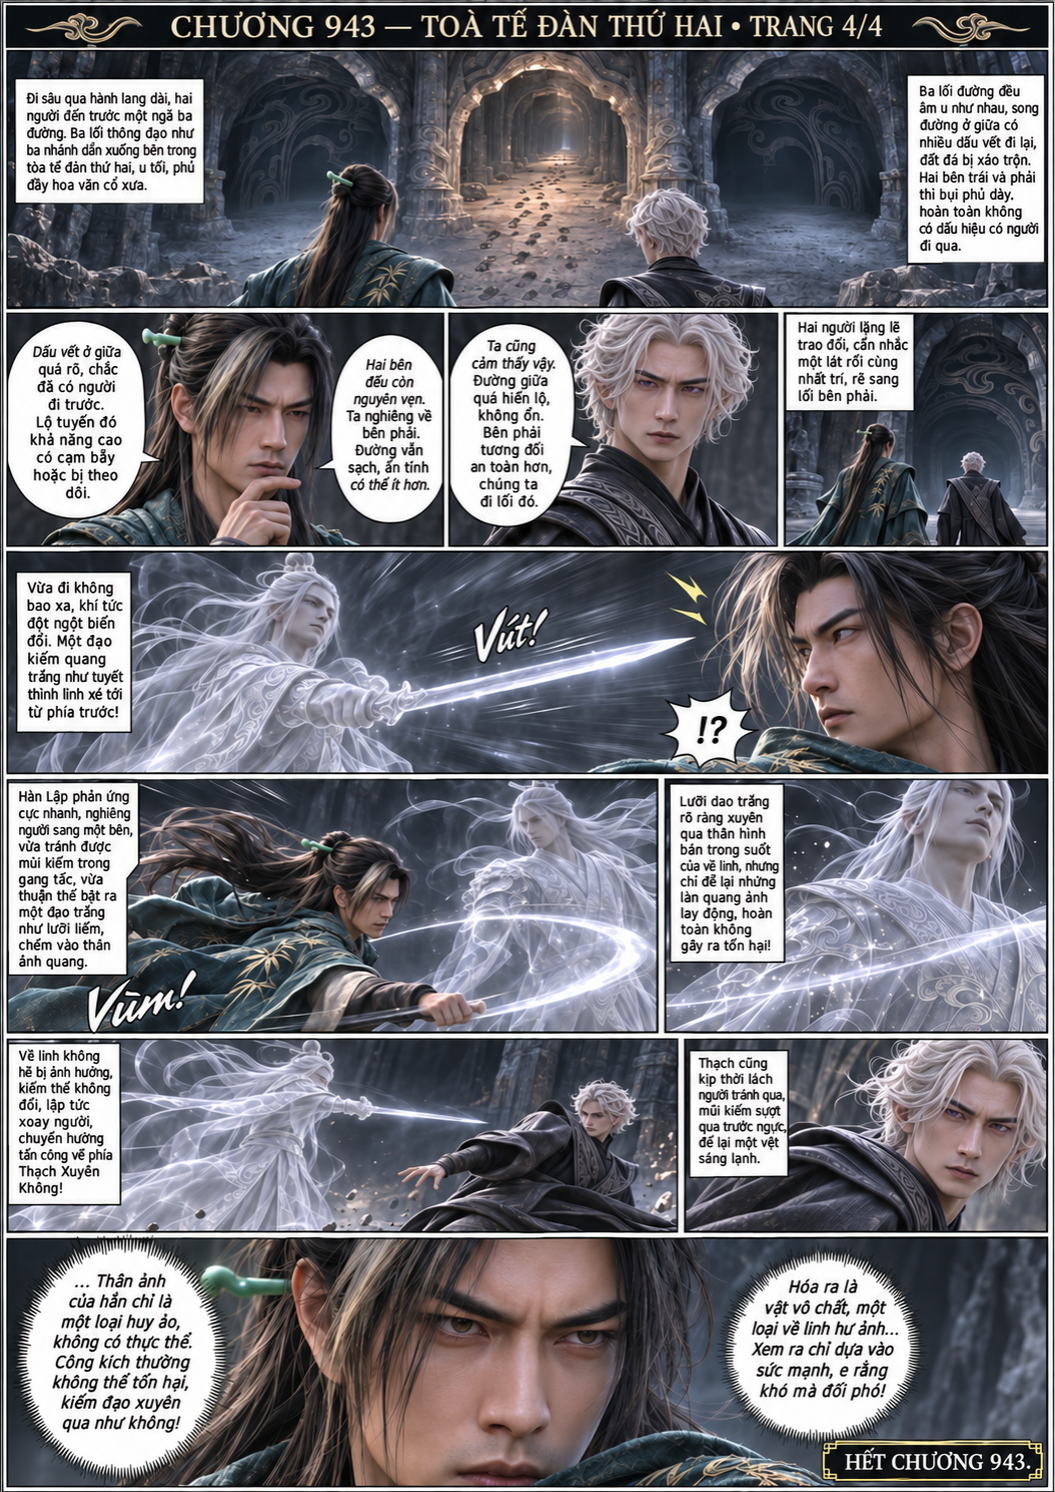 CHƯƠNG 943 — TOÀ TẾ ĐÀN THỨ HAI • TRANG 4/4
Đi sâu qua hành lang dài, hai
người đến trước một ngã ba
đường. Ba lối thông đạo như
ba nhánh dẩn xuống bên trong
tòa tể đàn thứ hai, u tối, phủ
đầy hoa văn cổ xưa.
Ba lối đường đều
âm u như nhau, song
đường ở giữa có
nhiều dấu vết đi lại,
đất đá bị xáo trộn.
Hai bên trái và phải
thì bụi phủ dày.
hoàn toàn không
có dấu hiệu có người
đi qua.
Dấu vết ở giữa
quá rõ, chắc
đã có người
đi trước.
Lộ tuyến đó
khả năng cao
có cạm bẫy
hoặc bị theo
dõi.
Hai bên
đều còn
nguyên vẹn.
Ta nghiêng về
bên phải.
Đường vẫn
sạch, ẩn tính
có thể ít hơn.
Ta cũng
cảm thấy vậy.
Đường giữa
quá hiển lộ,
không ổn.
Bên phải
tương đối
an toàn hơn,
chúng ta
đi lối đó.
Hai người lặng lẽ
trao đổi, cẩn nhắc
một lát rổi cùng
nhất trí, rẽ sang
lối bên phải.
Vừa đi không
bao xa, khí tức
đột ngột biến
đổi. Một đạo
kiếm quang
trắng như tuyết
thình linh xé tới
từ phía trước!
Vút!
!?
Hàn Lập phản ứng
cực nhanh, nghiêng
người sang một bên,
vừa tránh được
mùi kiếm trong
gang tấc, vừa
thuận thế bật ra
một đạo trắng
như lưỡi liếm,
chém vào thân
ảnh quang.
Vùm!
Lưỡi dao trắng
rõ ràng xuyên
qua thân hình
bán trong suốt
của vẽ linh, nhưng
chỉ để lại những
làn quang ảnh
lay động, hoàn
toàn không
gây ra tổn hại!
Vẽ linh không
hẽ bị ảnh hưởng,
kiếm thế không
đổi, lập tức
xoay người,
chuyển hướng
tấn công về phía
Thạch Xuyên
Không!
Thạch cũng
kịp thời lách
người tránh qua,
mũi kiếm sượt
qua trước ngực,
để lại một vệt
sáng lạnh.
... Thân ảnh
của hắn chỉ là
một loại huy ảo,
không có thực thể.
Công kích thường
không thể tổn hại,
kiếm đạo xuyên
qua như không!
Hóa ra là
vật vô chất, một
loại vẽ linh hư ảnh...
Xem ra chỉ dựa vào
sức mạnh, e rằng
khó mà đối phó!
HẾT CHƯƠNG 943.